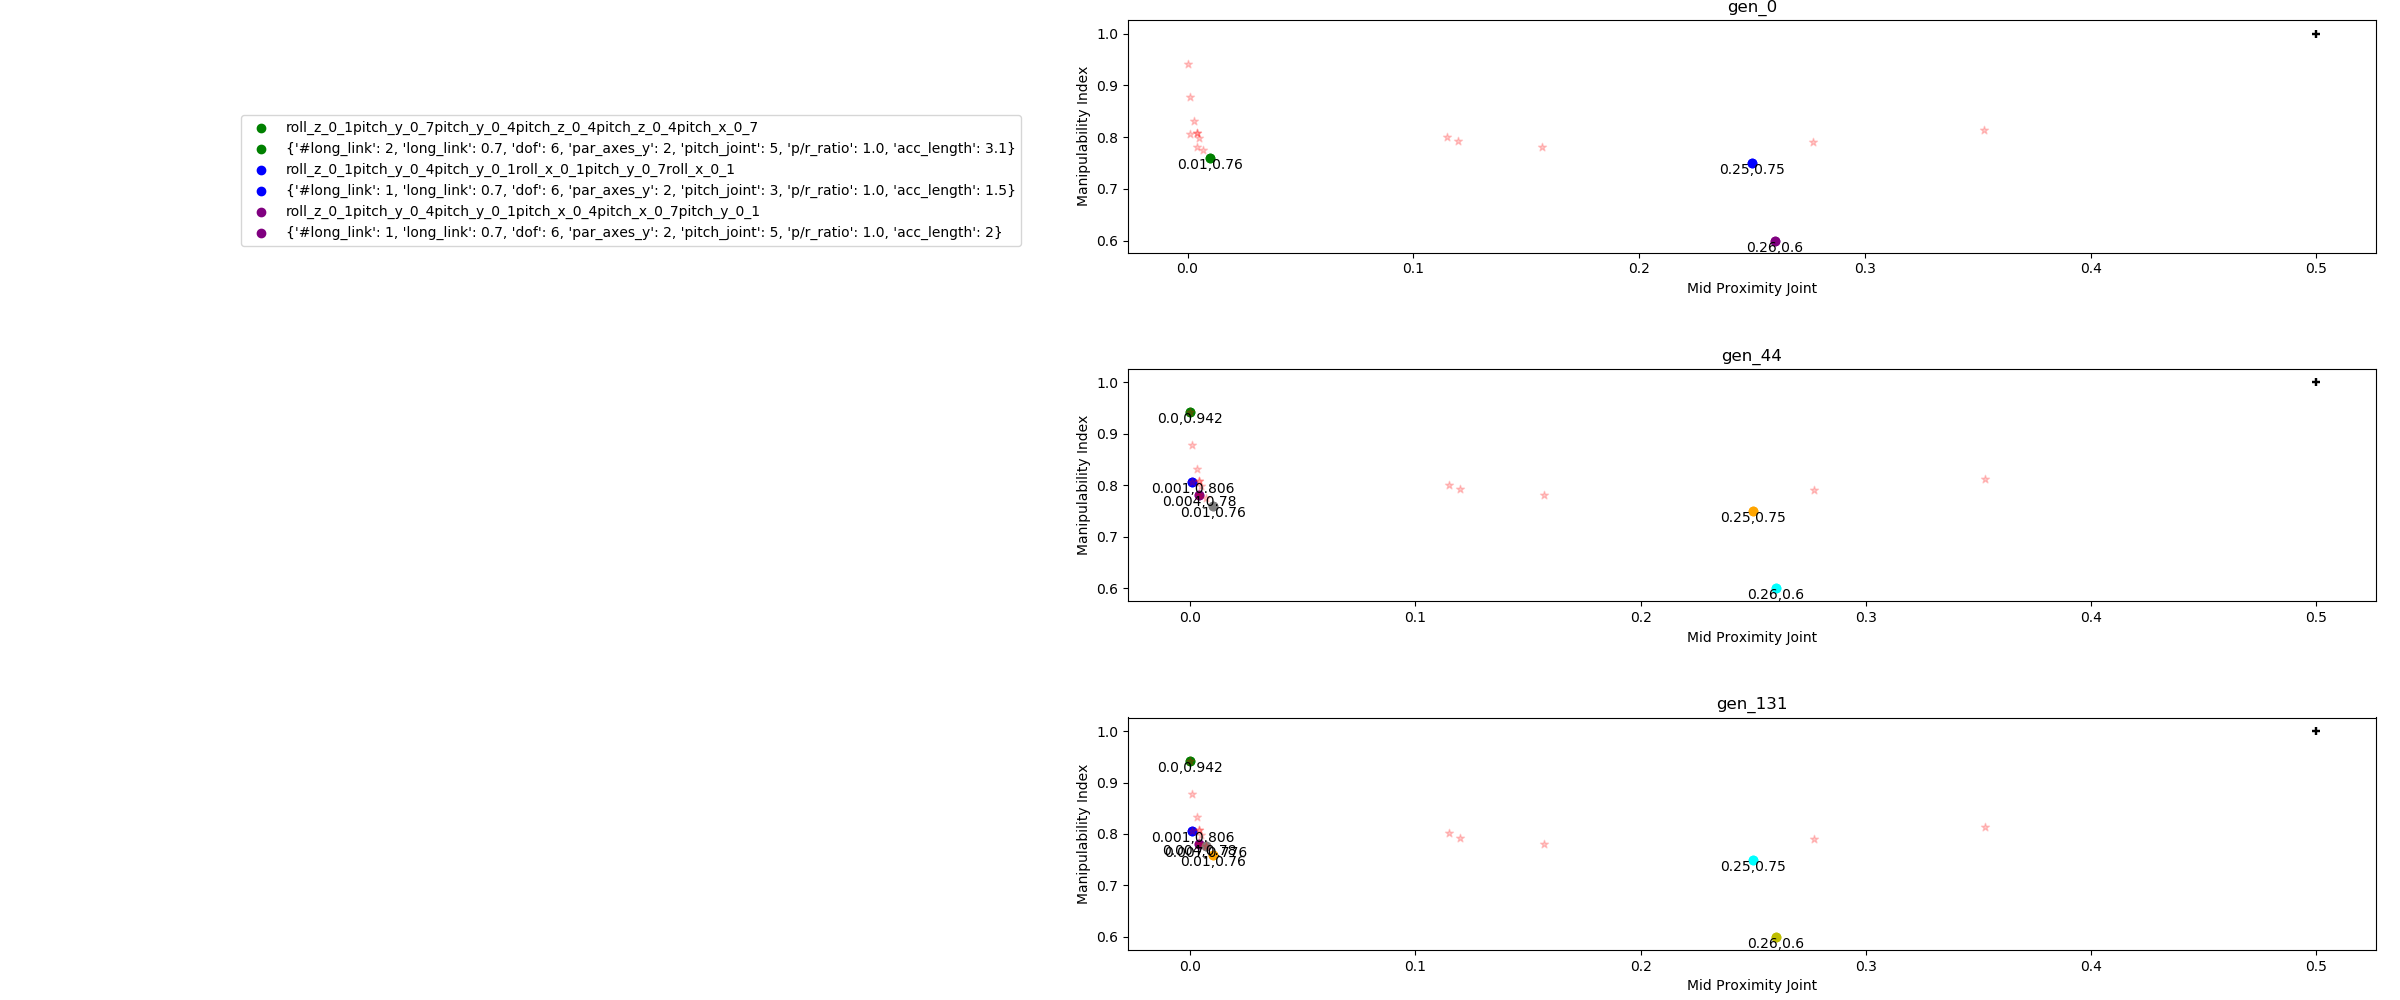 gen_0
roll_z_0_1pitch_y_0_7pitch_y_0_4pitch_z_0_4pitch_z_0_4pitch_x_0_7
{'#long_link': 2, 'long_link': 0.7, 'dof': 6, 'par_axes_y': 2, 'pitch_joint': 5, 'p/r_ratio': 1.0, 'acc_length': 3.1}
roll_z_0_1pitch_y_0_4pitch_y_0_1roll_x_0_1pitch_y_0_7roll_x_0_1
{'#long_link': 1, 'long_link': 0.7, 'dof': 6, 'par_axes_y': 2, 'pitch_joint': 3, 'p/r_ratio': 1.0, 'acc_length': 1.5}
roll_z_0_1pitch_y_0_4pitch_y_0_1pitch_x_0_4pitch_x_0_7pitch_y_0_1
{'#long_link': 1, 'long_link': 0.7, 'dof': 6, 'par_axes_y': 2, 'pitch_joint': 5, 'p/r_ratio': 1.0, 'acc_length': 2}
Manipulability Index
1.0
0.9
0.8
0.7
0.6
0.01,0.76
0.25,0.75
0.26,0.6
0.0 0.1 0.2 0.3 0.4 0.5
Mid Proximity Joint
gen_44
Manipulability Index
1.0
0.9
0.8
0.7
0.6
0.0,0.942
0.001,0.806
0.004,0.78
0.01,0.76
0.25,0.75
0.26,0.6
0.0 0.1 0.2 0.3 0.4 0.5
Mid Proximity Joint
gen_131
Manipulability Index
1.0
0.9
0.8
0.7
0.6
0.0,0.942
0.001,0.806
0.004,0.78
0.007,0.776
0.01,0.76
0.25,0.75
0.26,0.6
0.0 0.1 0.2 0.3 0.4 0.5
Mid Proximity Joint